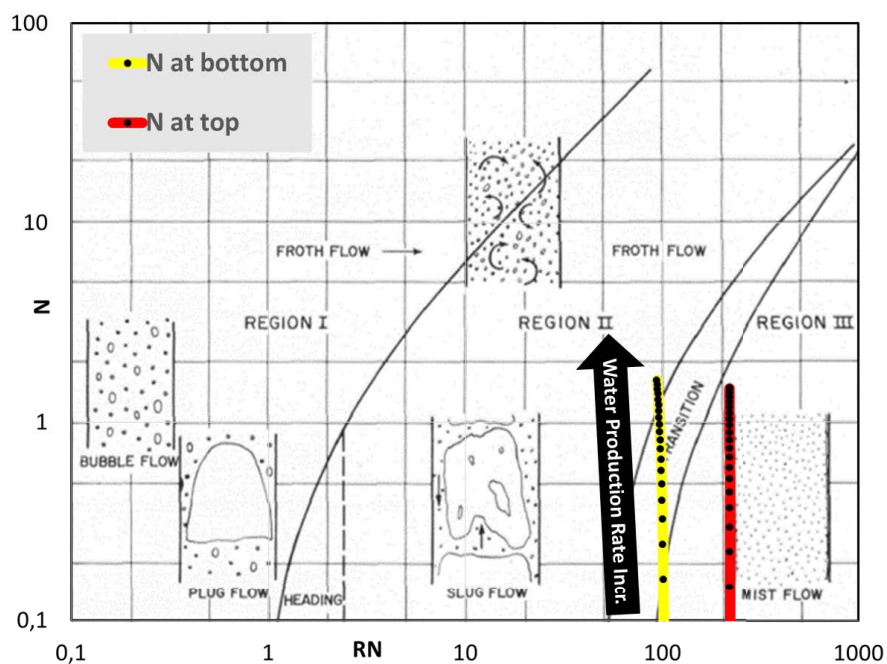 100
N at bottom
N at top
10
FROTH FLOW
FROTH FLOW
N
REGION I
REGION II
REGION III
Water Production Rate Incr.
1
RANSITION
BUBBLE FLOW
PLUG FLOW
HEADING
SLUG FLOW
MIST FLOW
0,1
0,1
1
RN
10
100
1000